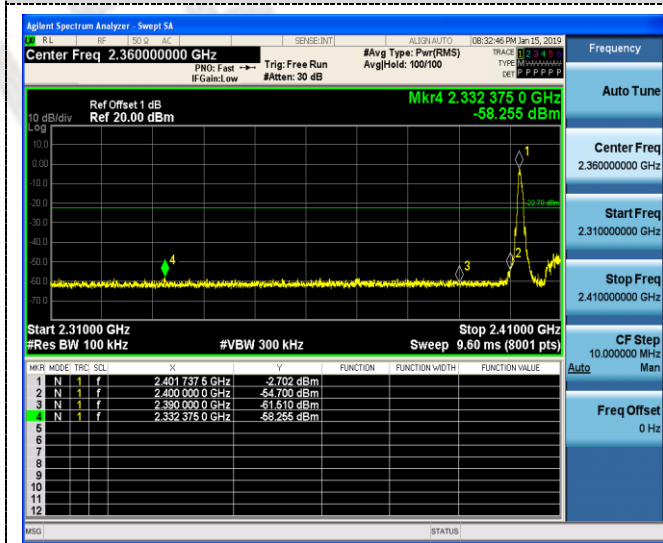 Agilent Spectrum Analyzer - Swept SA
RL RF 50 Ω AC SENSE:INT ALIGN AUTO 08:32:46 PM Jan 15, 2019
Center Freq 2.360000000 GHz
PNO: Fast
IFGain:Low
Trig: Free Run
#Atten: 30 dB
#Avg Type: Pwr(RMS)
Avg|Hold: 100/100
TRACE 1 2 3 4 5 6
TYPE
DET P P P P P P
Frequency
Mkr4 2.332 375 0 GHz
-58.255 dBm
Ref Offset 1 dB
10 dB/div Ref 20.00 dBm
Log
10.0
0.00
-10.0
-20.0
-30.0
-40.0
-50.0
-60.0
-70.0
1
-22.70 dBm
2
3
4
Start 2.31000 GHz Stop 2.41000 GHz
#Res BW 100 kHz #VBW 300 kHz Sweep 9.60 ms (8001 pts)
MKR MODE TRC SCL X Y FUNCTION FUNCTION WIDTH FUNCTION VALUE
1 N 1 f 2.401 737 5 GHz -2.702 dBm
2 N 1 f 2.400 000 0 GHz -54.700 dBm
3 N 1 f 2.390 000 0 GHz -61.510 dBm
4 N 1 f 2.332 375 0 GHz -58.255 dBm
5
6
7
8
9
10
11
12
MSG STATUS
Auto Tune
Center Freq
2.360000000 GHz
Start Freq
2.310000000 GHz
Stop Freq
2.410000000 GHz
CF Step
10.000000 MHz
Auto Man
Freq Offset
0 Hz